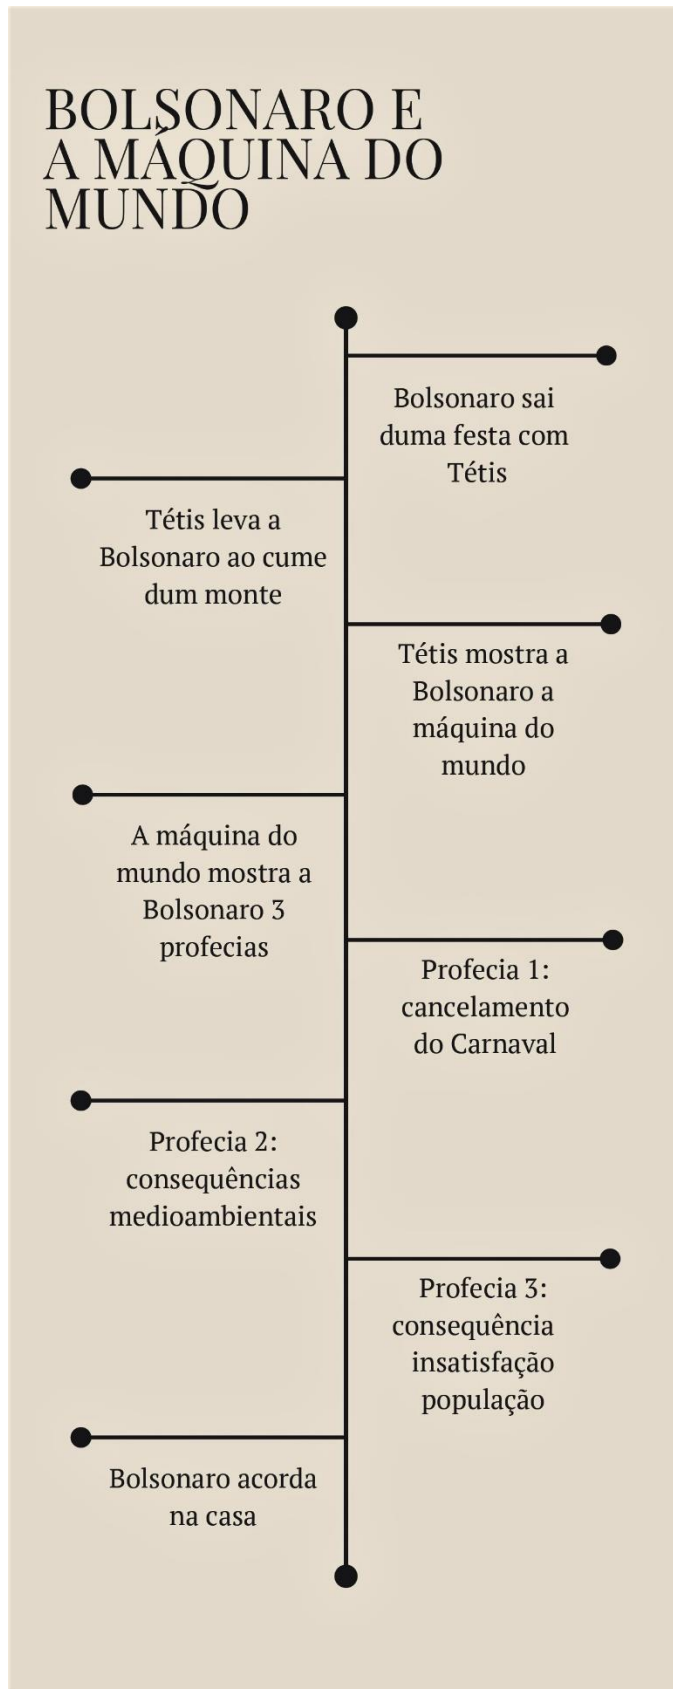 BOLSONARO E
A MÁQUINA DO
MUNDO
Bolsonaro sai
duma festa com
Tétis
Tétis leva a
Bolsonaro ao cume
dum monte
Tétis mostra a
Bolsonaro a
máquina do
mundo
A máquina do
mundo mostra a
Bolsonaro 3
profecias
Profecia 1:
cancelamento
do Carnaval
Profecia 2:
consequências
medioambientais
Profecia 3:
consequência
insatisfação
população
Bolsonaro acorda
na casa